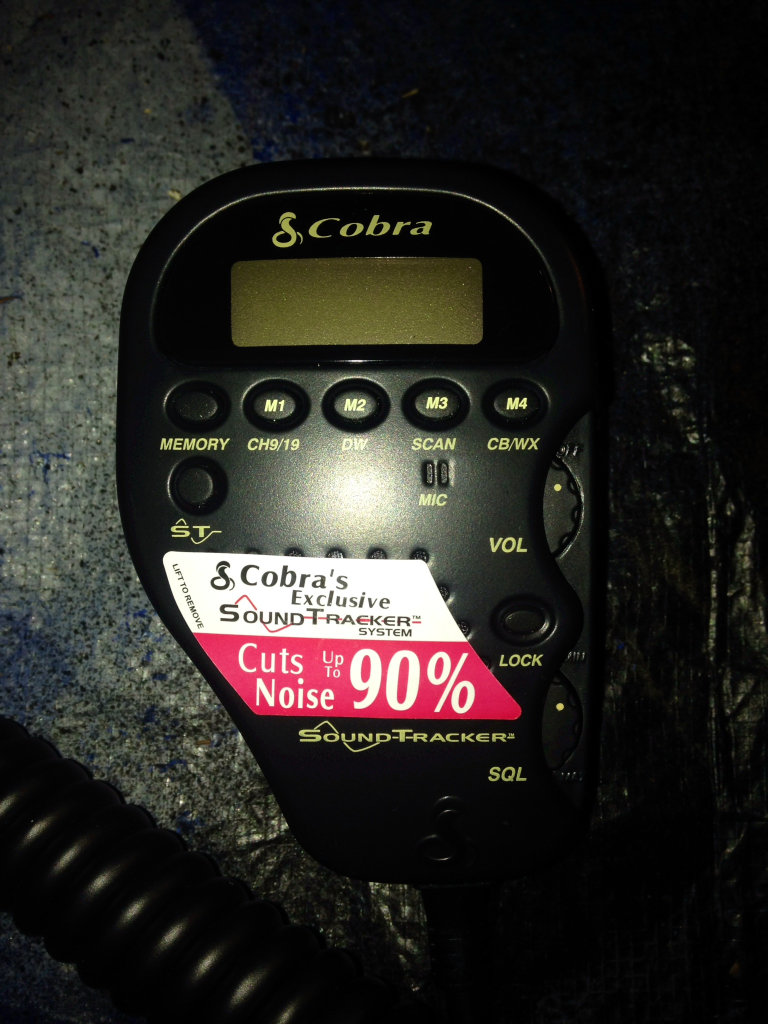 Cobra
M1 M2 M3 M4
MEMORY CH9/19 DW SCAN CB/WX
MIC
ST
VOL
LIFT TO REMOVE
Cobra's
Exclusive
SOUNDTRACKER™
SYSTEM
Cuts Up To 90%
Noise
LOCK
SOUNDTRACKER™
SQL